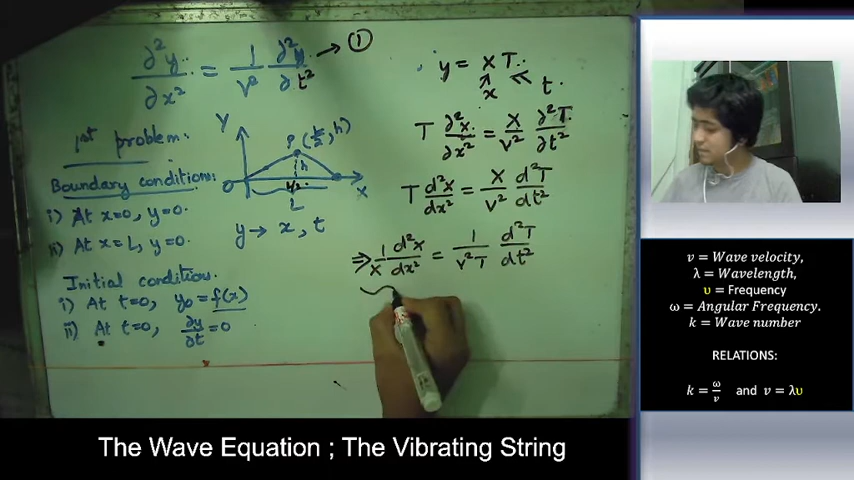 ∂²y/∂x² = 1/v² ∂²y/∂t² → ①
1st problem:
Boundary conditions:
i) At x=0, y=0.
ii) At x=L, y=0.
Initial condition.
i) At t=0, y₀ = f(x)
ii) At t=0, ∂y/∂t = 0
Y
P (L/2, h)
h
O L/2 X
L
y → x, t
y = X T.
x t.
T ∂²X/∂x² = X/v² ∂²T/∂t²
T d²X/dx² = X/v² d²T/dt²
⇒ 1/X d²X/dx² = 1/v²T d²T/dt²
v = Wave velocity,
λ = Wavelength,
υ = Frequency
ω = Angular Frequency.
k = Wave number
RELATIONS:
k = ω/v and v = λυ
The Wave Equation ; The Vibrating String